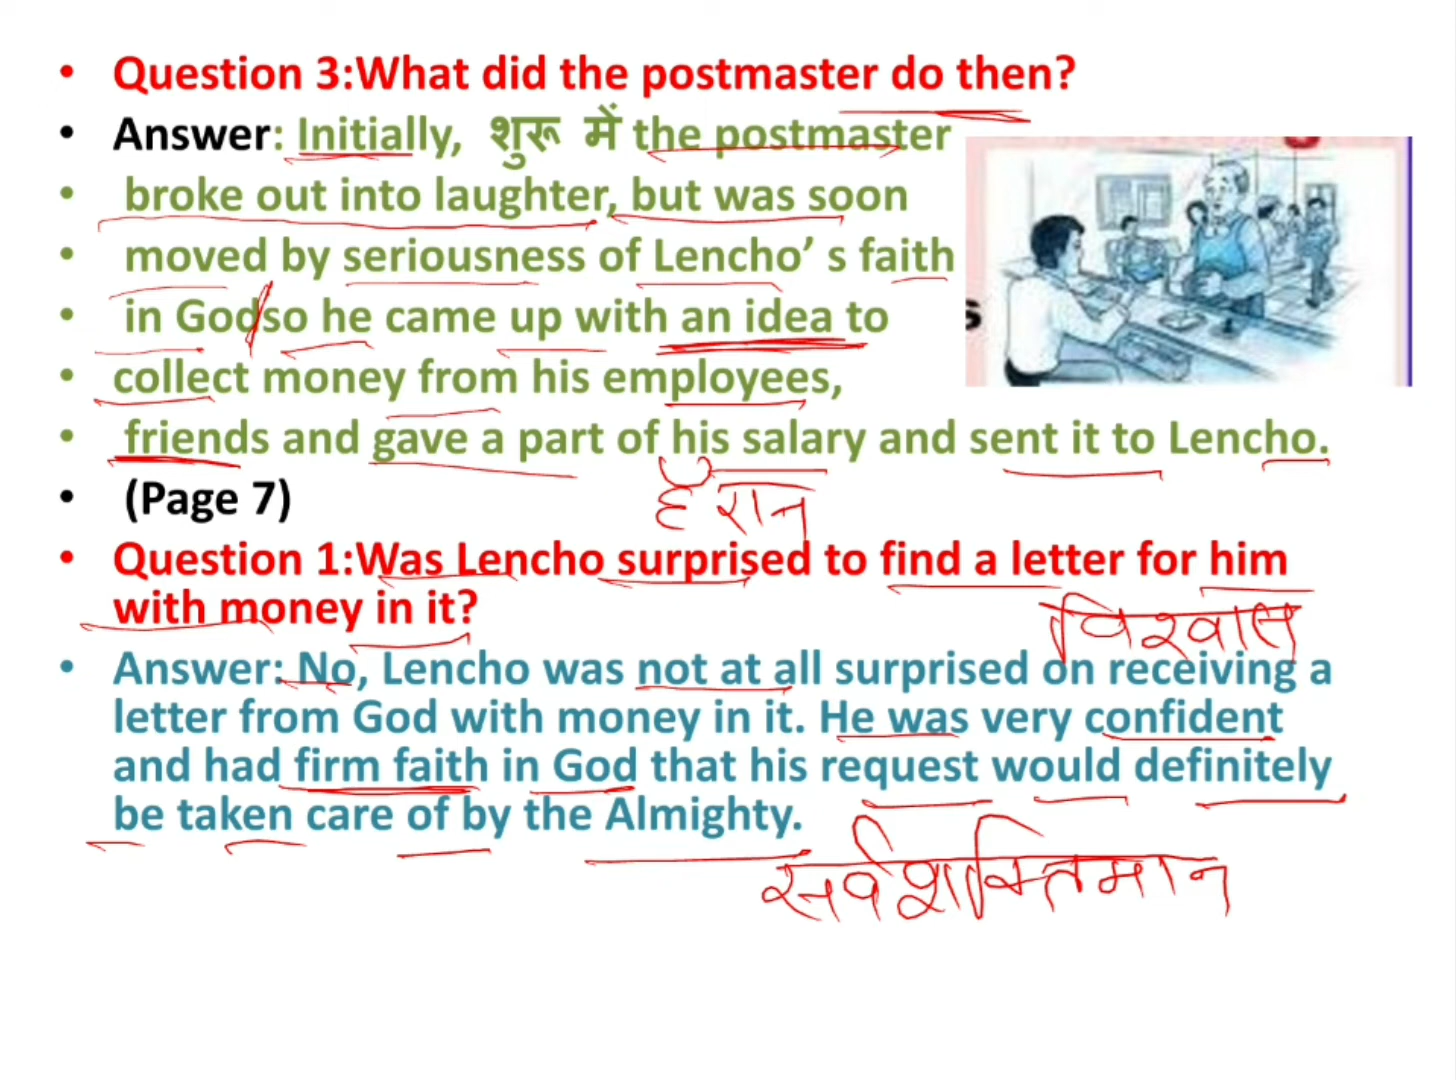 • Question 3:What did the postmaster do then?
• Answer: Initially, शुरू में the postmaster
• broke out into laughter, but was soon
• moved by seriousness of Lencho’ s faith
• in God so he came up with an idea to
s
• collect money from his employees,
• friends and gave a part of his salary and sent it to Lencho.
• (Page 7)
हैरान
• Question 1:Was Lencho surprised to find a letter for him
with money in it?
विश्वास
• Answer: No, Lencho was not at all surprised on receiving a
letter from God with money in it. He was very confident
and had firm faith in God that his request would definitely
be taken care of by the Almighty.
सर्वशक्तिमान